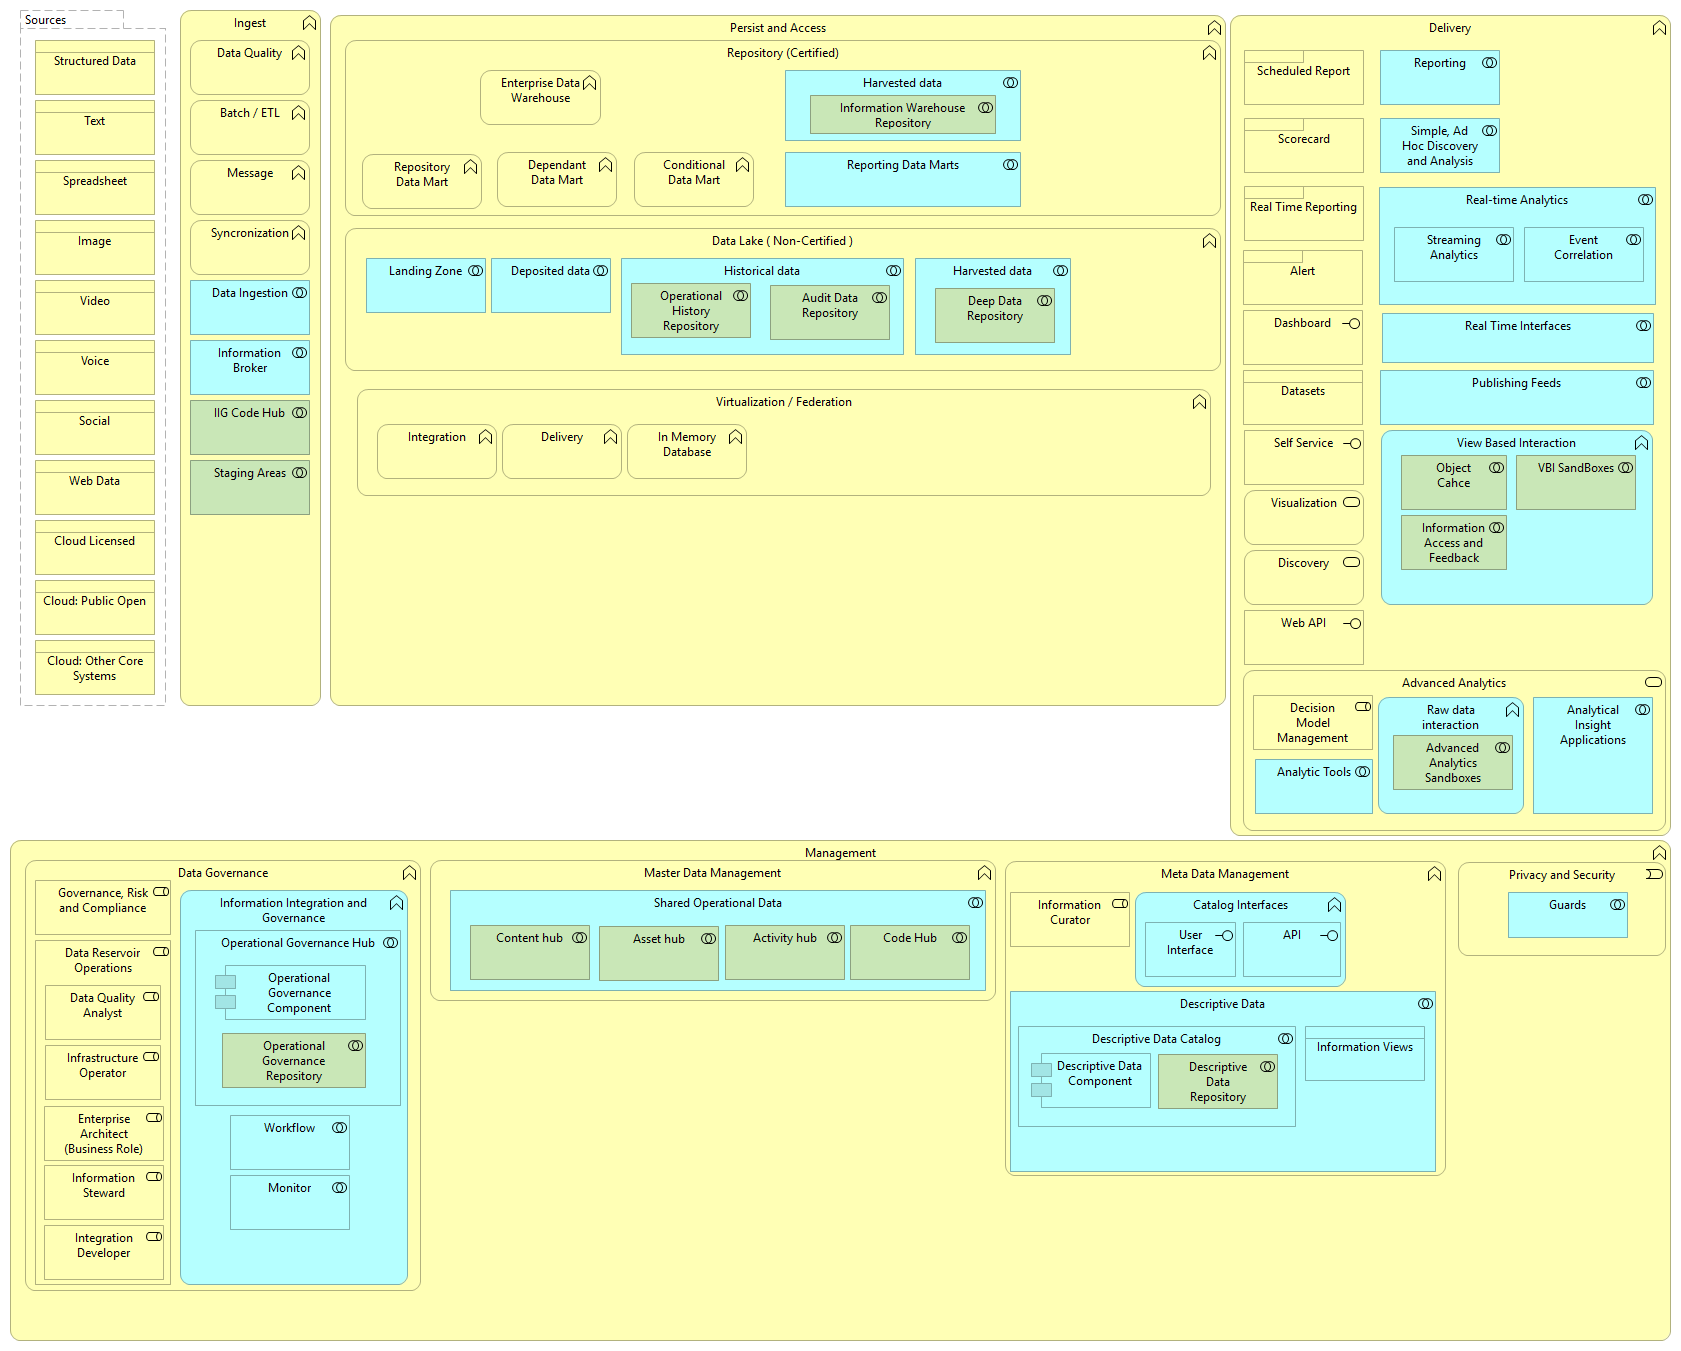 Sources
Structured Data
Text
Spreadsheet
Image
Video
Voice
Social
Web Data
Cloud Licensed
Cloud: Public Open
Cloud: Other Core
Systems
Ingest
Data Quality
Batch / ETL
Message
Syncronization
Data Ingestion
Information
Broker
IIG Code Hub
Staging Areas
Persist and Access
Repository (Certified)
Enterprise Data
Warehouse
Harvested data
Information Warehouse
Repository
Repository
Data Mart
Dependant
Data Mart
Conditional
Data Mart
Reporting Data Marts
Data Lake ( Non-Certified )
Landing Zone
Deposited data
Historical data
Operational
History
Repository
Audit Data
Repository
Harvested data
Deep Data
Repository
Virtualization / Federation
Integration
Delivery
In Memory
Database
Delivery
Scheduled Report
Reporting
Scorecard
Simple, Ad
Hoc Discovery
and Analysis
Real Time Reporting
Real-time Analytics
Streaming
Analytics
Event
Correlation
Alert
Dashboard
Real Time Interfaces
Datasets
Publishing Feeds
Self Service
View Based Interaction
Object
Cahce
VBI SandBoxes
Information
Access and
Feedback
Visualization
Discovery
Web API
Advanced Analytics
Decision
Model
Management
Raw data
interaction
Advanced
Analytics
Sandboxes
Analytical
Insight
Applications
Analytic Tools
Management
Data Governance
Governance, Risk
and Compliance
Data Reservoir
Operations
Data Quality
Analyst
Infrastructure
Operator
Enterprise
Architect
(Business Role)
Information
Steward
Integration
Developer
Information Integration and
Governance
Operational Governance Hub
Operational
Governance
Component
Operational
Governance
Repository
Workflow
Monitor
Master Data Management
Shared Operational Data
Content hub
Asset hub
Activity hub
Code Hub
Meta Data Management
Information
Curator
Catalog Interfaces
User
Interface
API
Descriptive Data
Descriptive Data Catalog
Descriptive Data
Component
Descriptive
Data
Repository
Information Views
Privacy and Security
Guards